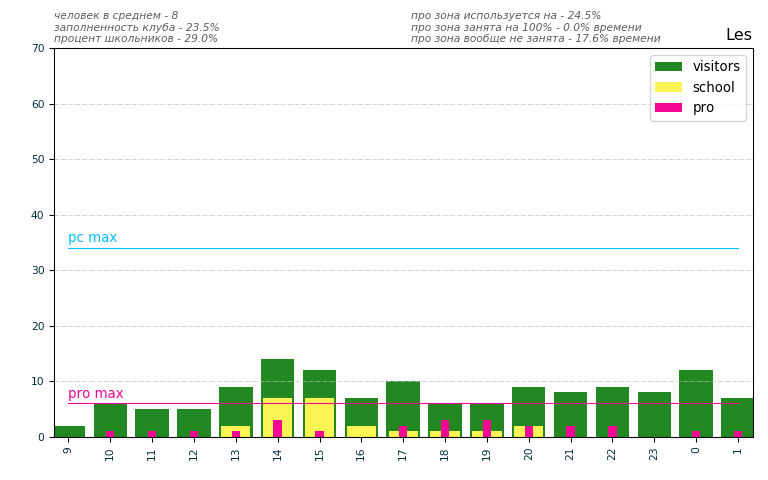 человек в среднем - 8
заполненность клуба - 23.5%
процент школьников - 29.0%
про зона используется на - 24.5%
про зона занята на 100% - 0.0% времени
про зона вообще не занята - 17.6% времени
Les
visitors
school
pro
70
60
50
40
30
20
10
0
pc max
pro max
9 10 11 12 13 14 15 16 17 18 19 20 21 22 23 0 1